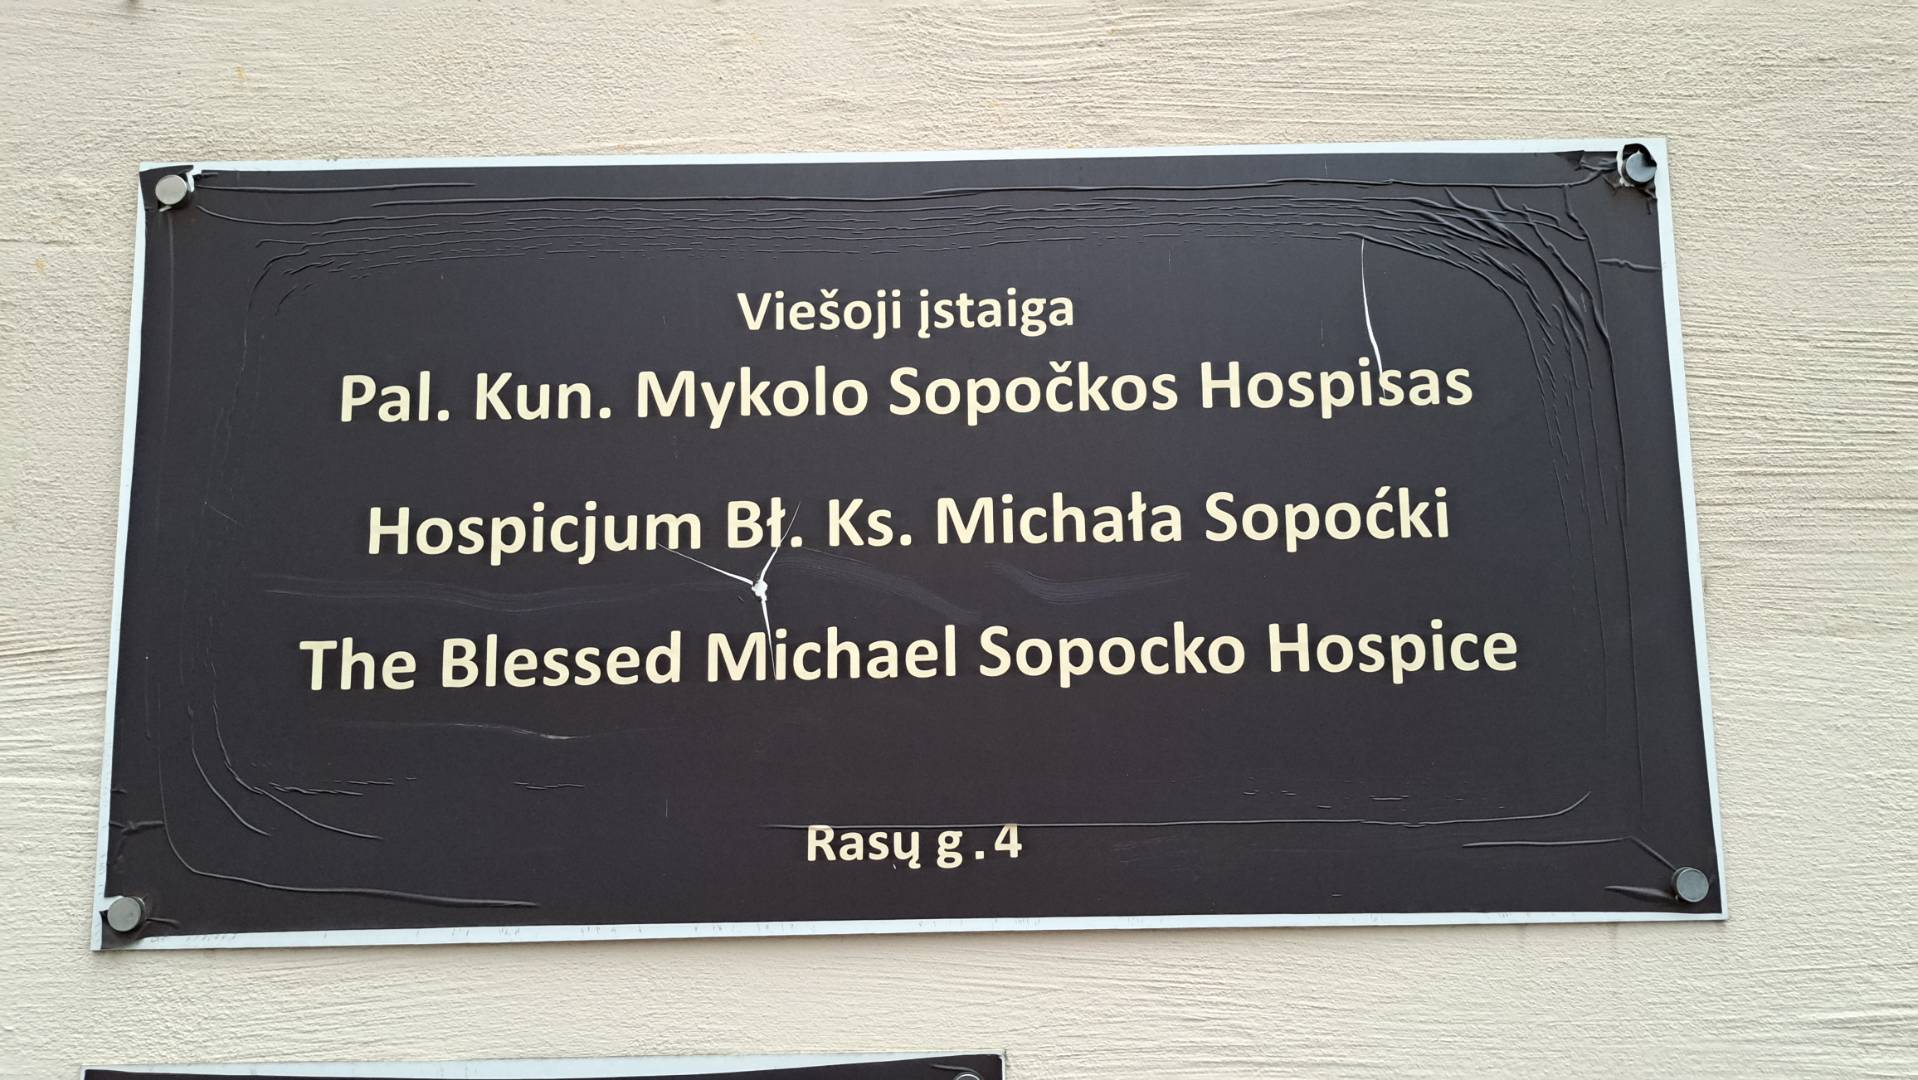 Viešoji įstaiga
Pal. Kun. Mykolo Sopočkos Hospisas
Hospicjum Bł. Ks. Michała Sopoćki
The Blessed Michael Sopocko Hospice
Rasų g.4